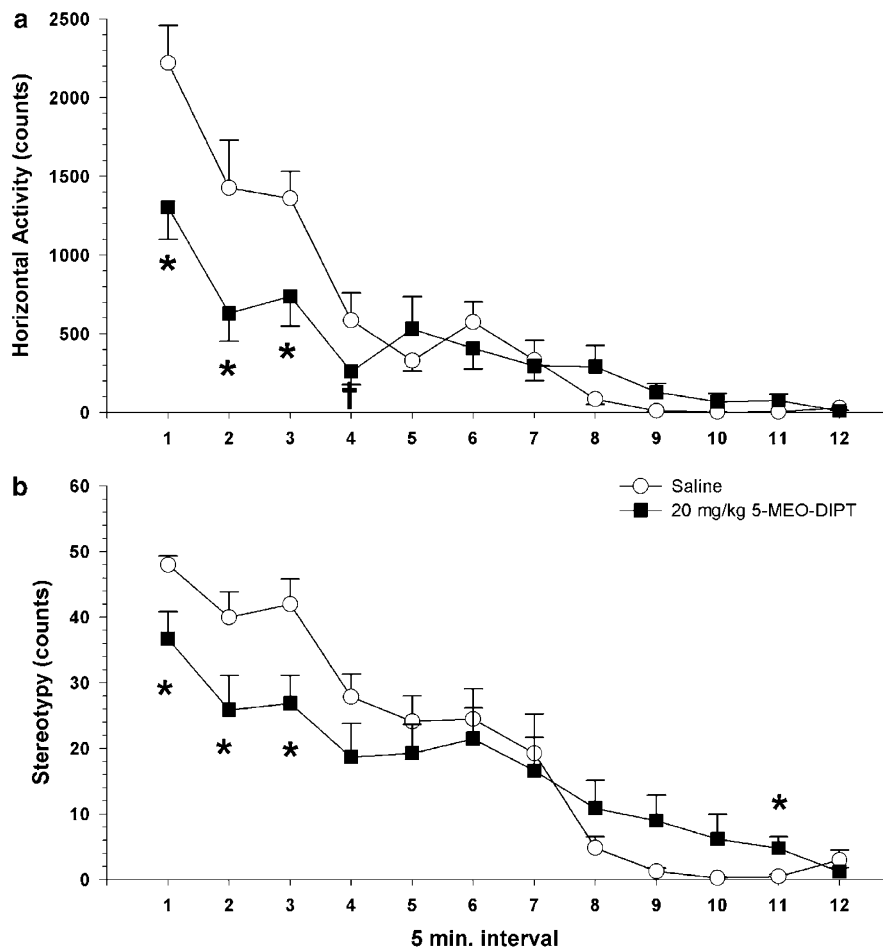 a
2500
2000
1500
1000
500
0
Horizontal Activity (counts)
*
*
*
†
1 2 3 4 5 6 7 8 9 10 11 12
b
Saline
20 mg/kg 5-MEO-DIPT
60
50
40
30
20
10
0
Stereotypy (counts)
*
*
*
*
1 2 3 4 5 6 7 8 9 10 11 12
5 min. interval